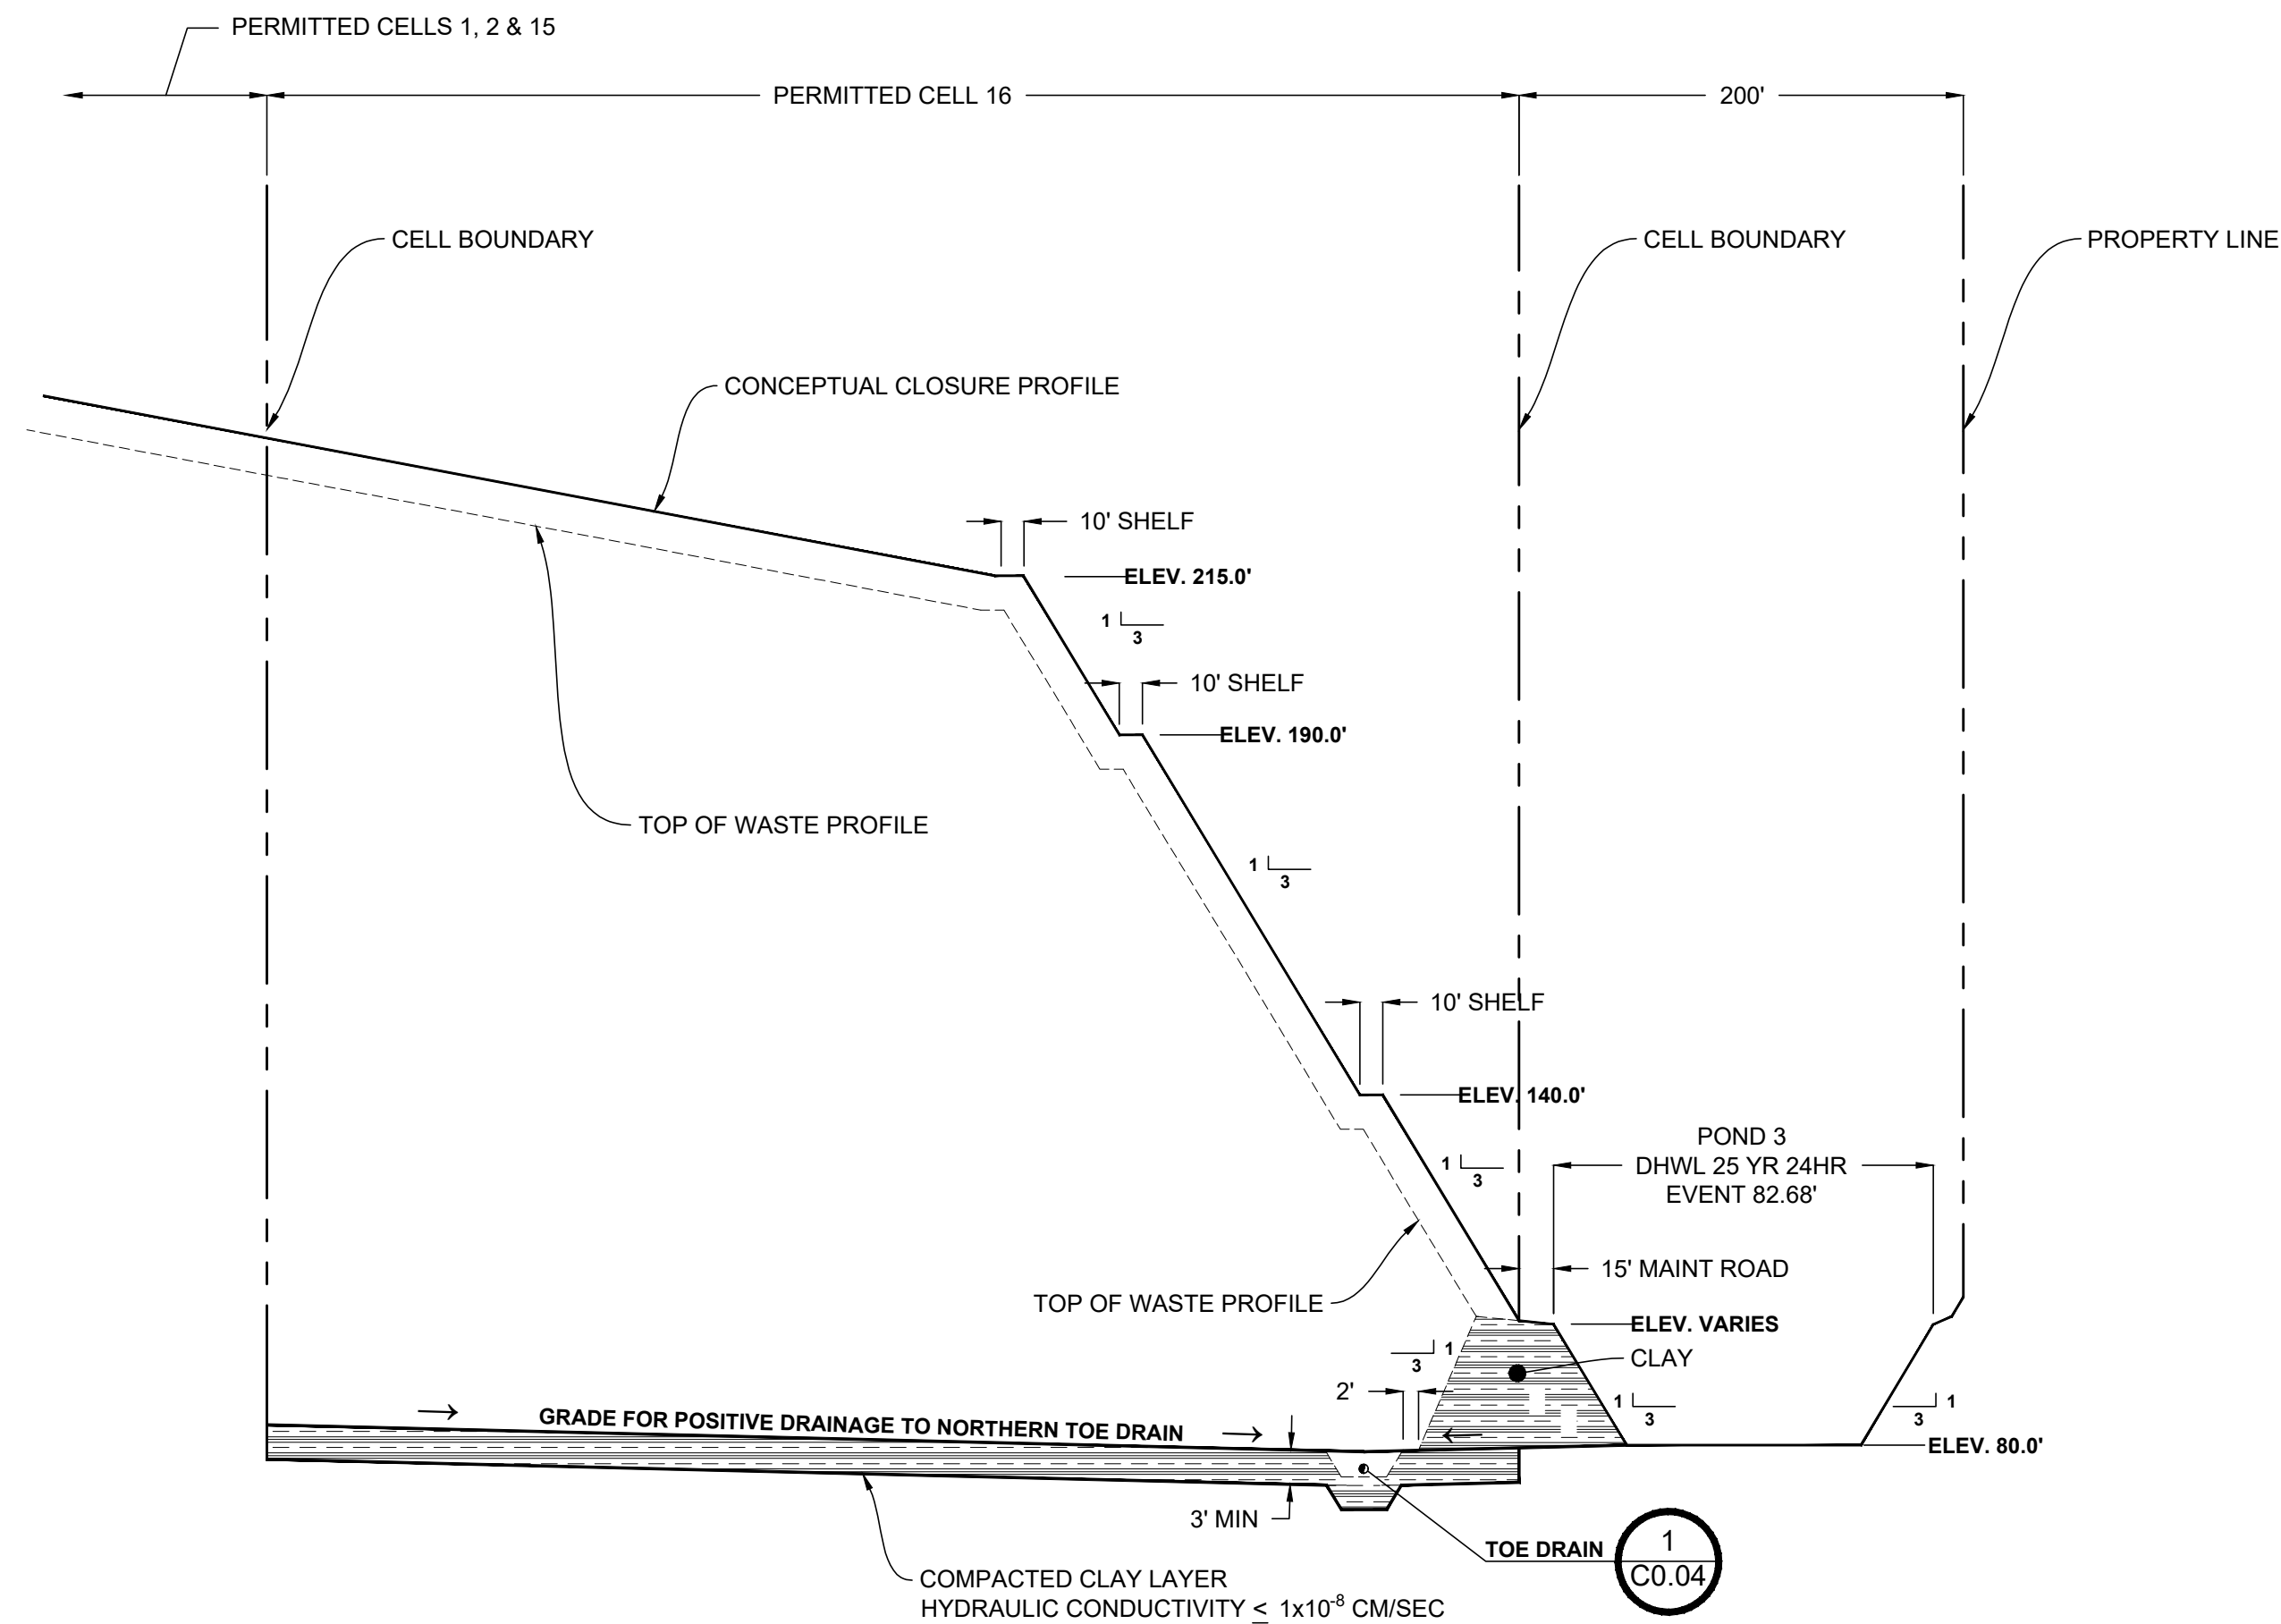 PERMITTED CELLS 1, 2 & 15
PERMITTED CELL 16
200'
CELL BOUNDARY
CELL BOUNDARY
PROPERTY LINE
CONCEPTUAL CLOSURE PROFILE
10' SHELF
ELEV. 215.0'
1
3
10' SHELF
ELEV. 190.0'
TOP OF WASTE PROFILE
1
3
10' SHELF
ELEV. 140.0'
POND 3
DHWL 25 YR 24HR
EVENT 82.68'
1
3
15' MAINT ROAD
TOP OF WASTE PROFILE
ELEV. VARIES
CLAY
1
3
2'
1
3
1
3
GRADE FOR POSITIVE DRAINAGE TO NORTHERN TOE DRAIN
ELEV. 80.0'
3' MIN
TOE DRAIN
1
C0.04
COMPACTED CLAY LAYER
HYDRAULIC CONDUCTIVITY ≤ 1x10⁻⁸ CM/SEC